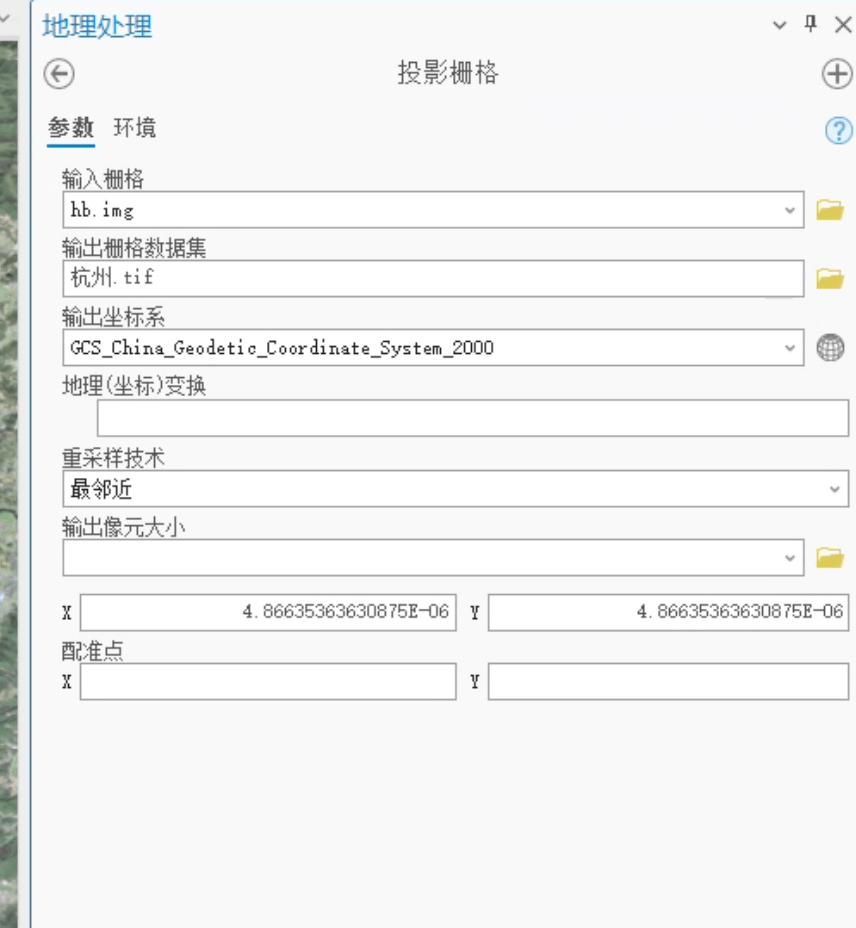 地理处理
投影栅格
参数 环境
输入栅格
hb.img
输出栅格数据集
杭州.tif
输出坐标系
GCS_China_Geodetic_Coordinate_System_2000
地理(坐标)变换
重采样技术
最邻近
输出像元大小
X 4.86635363630875E-06 Y 4.86635363630875E-06
配准点
X Y